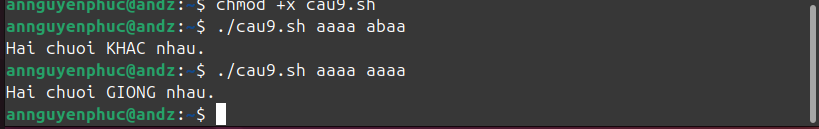 annguyenphuc@andz:~$ chmod +x cau9.sh
annguyenphuc@andz:~$ ./cau9.sh aaaa abaa
Hai chuoi KHAC nhau.
annguyenphuc@andz:~$ ./cau9.sh aaaa aaaa
Hai chuoi GIONG nhau.
annguyenphuc@andz:~$